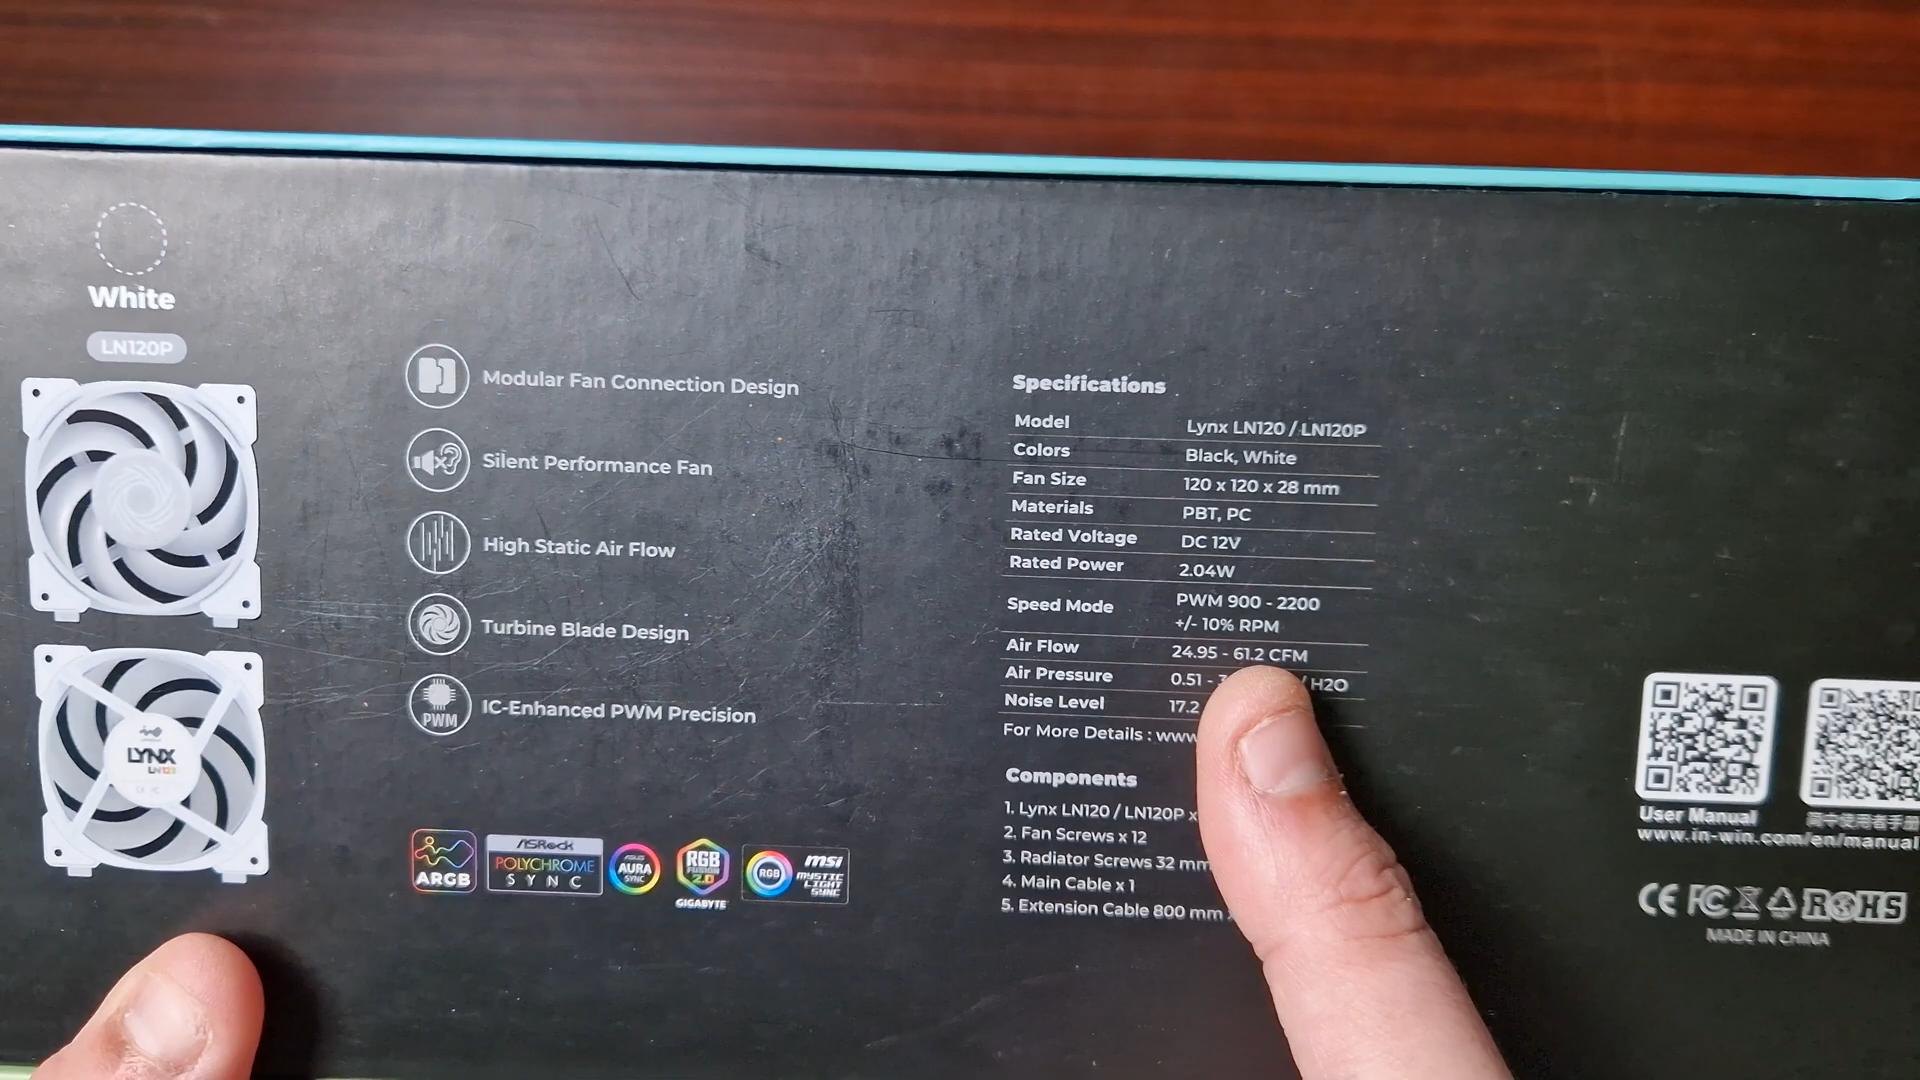 White
LN120P
LYNX
Modular Fan Connection Design
Silent Performance Fan
High Static Air Flow
Turbine Blade Design
PWM
IC-Enhanced PWM Precision
ARGB
ASRock
POLYCHROME
SYNC
ASUS
AURA
SYNC
RGB
FUSION
2.0
GIGABYTE
RGB
msi
MYSTIC
LIGHT
SYNC
Specifications
Model Lynx LN120 / LN120P
Colors Black, White
Fan Size 120 x 120 x 28 mm
Materials PBT, PC
Rated Voltage DC 12V
Rated Power 2.04W
Speed Mode PWM 900 - 2200
+/- 10% RPM
Air Flow 24.95 - 61.2 CFM
Air Pressure 0.51 - / H2O
Noise Level 17.2
For More Details : www
Components
1. Lynx LN120 / LN120P x
2. Fan Screws x 12
3. Radiator Screws 32 mm
4. Main Cable x 1
5. Extension Cable 800 mm
User Manual
www.in-win.com/en/manual
CE FC RoHS
MADE IN CHINA